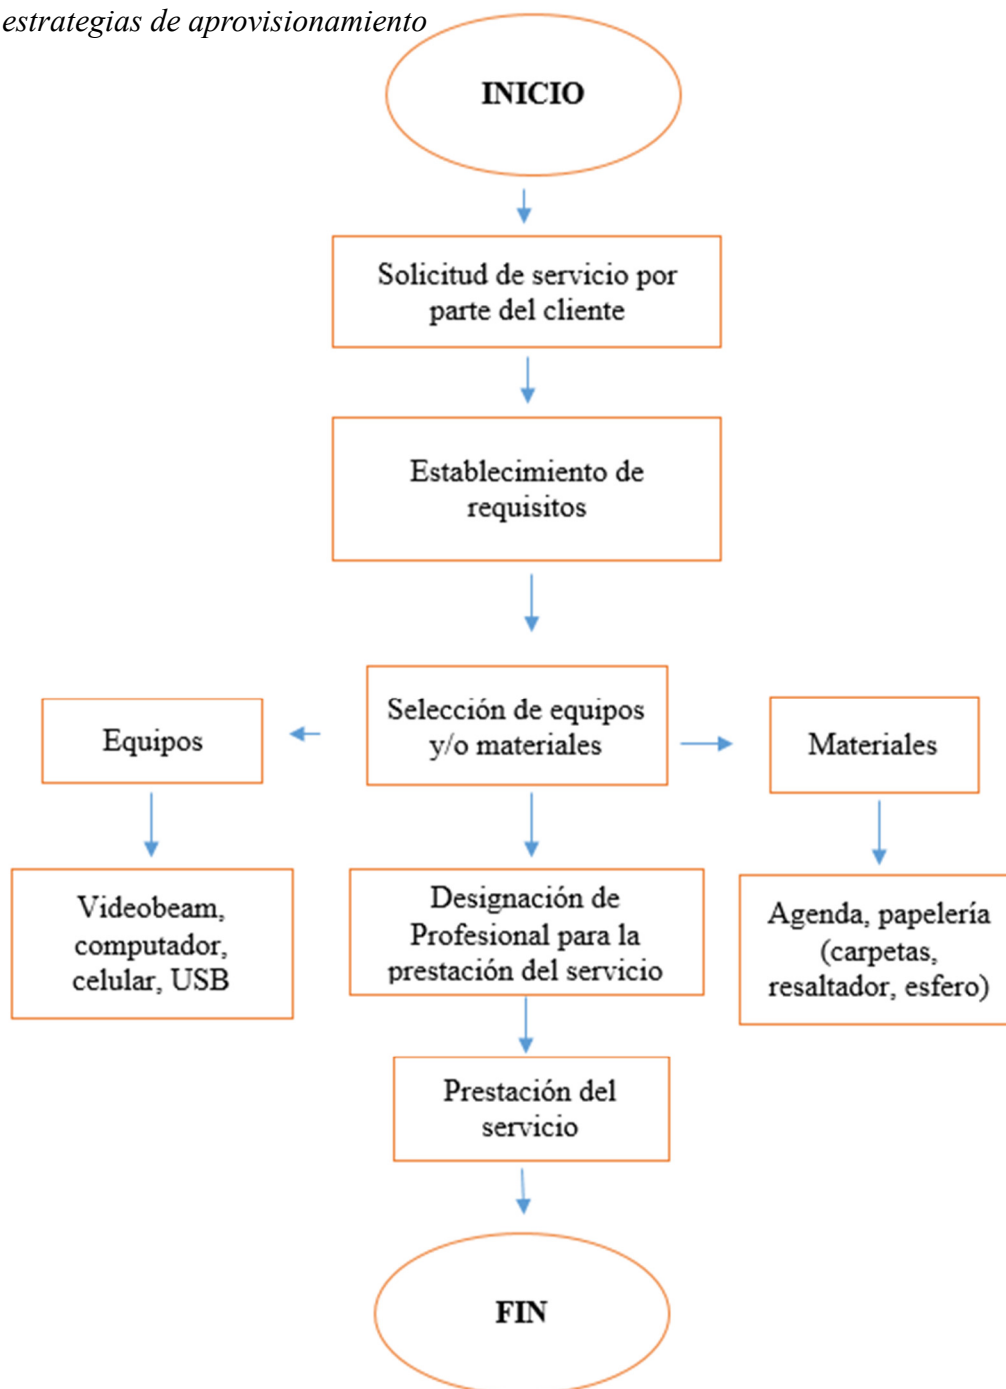 estrategias de aprovisionamiento
INICIO
Solicitud de servicio por
parte del cliente
Establecimiento de
requisitos
Selección de equipos
y/o materiales
Equipos
Materiales
Videobeam,
computador,
celular, USB
Designación de
Profesional para la
prestación del servicio
Agenda, papelería
(carpetas,
resaltador, esfero)
Prestación del
servicio
FIN